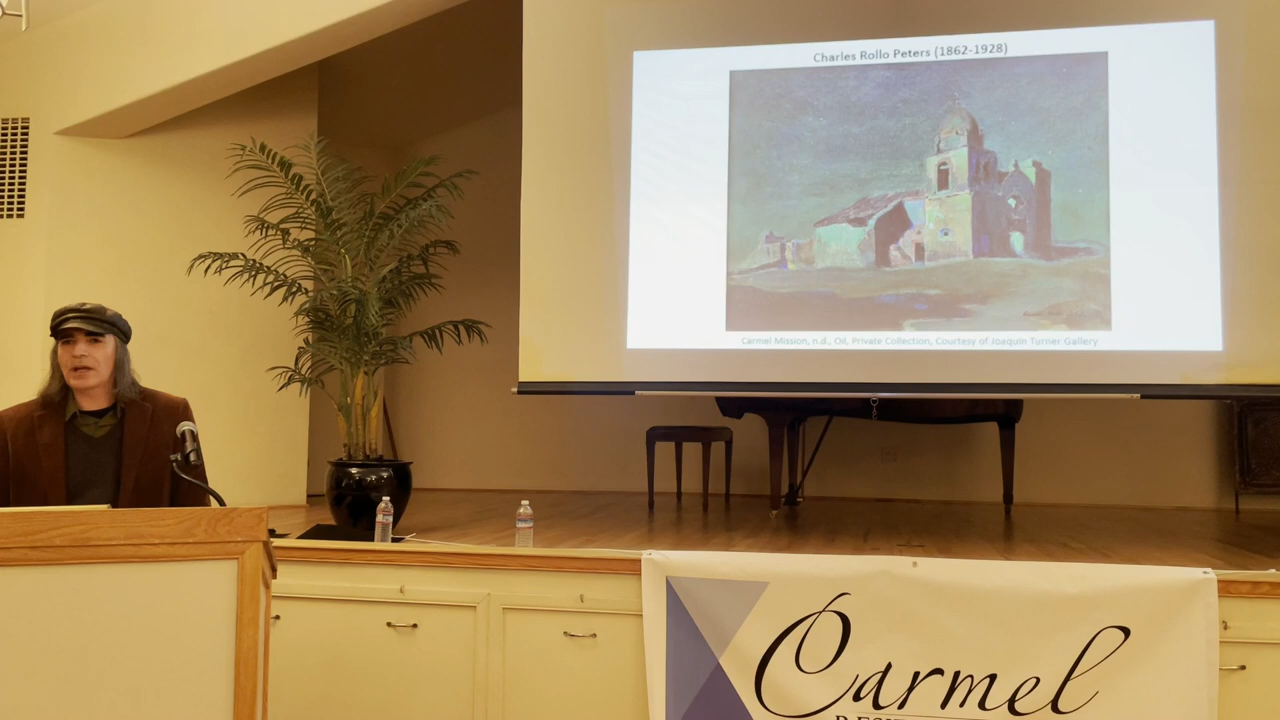 Charles Rollo Peters (1862-1928)
Carmel Mission, n.d., Oil, Private Collection, Courtesy of Joaquin Turner Gallery
Carmel